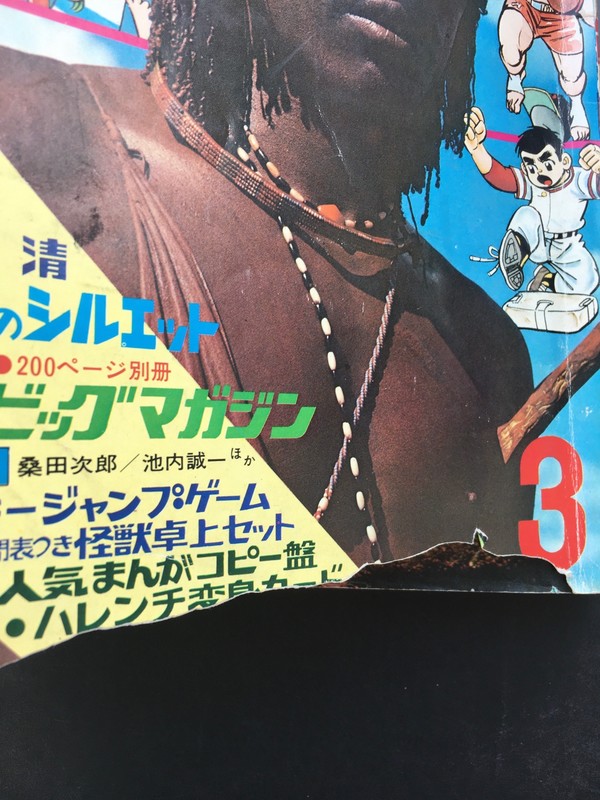 清
のシルエット
●200ページ別冊
ビッグマガジン
桑田次郎／池内誠一ほか
ージャンプ・ゲーム
表つき怪獣卓上セット
人気まんがコピー盤
・ハレンチ変身カード
3